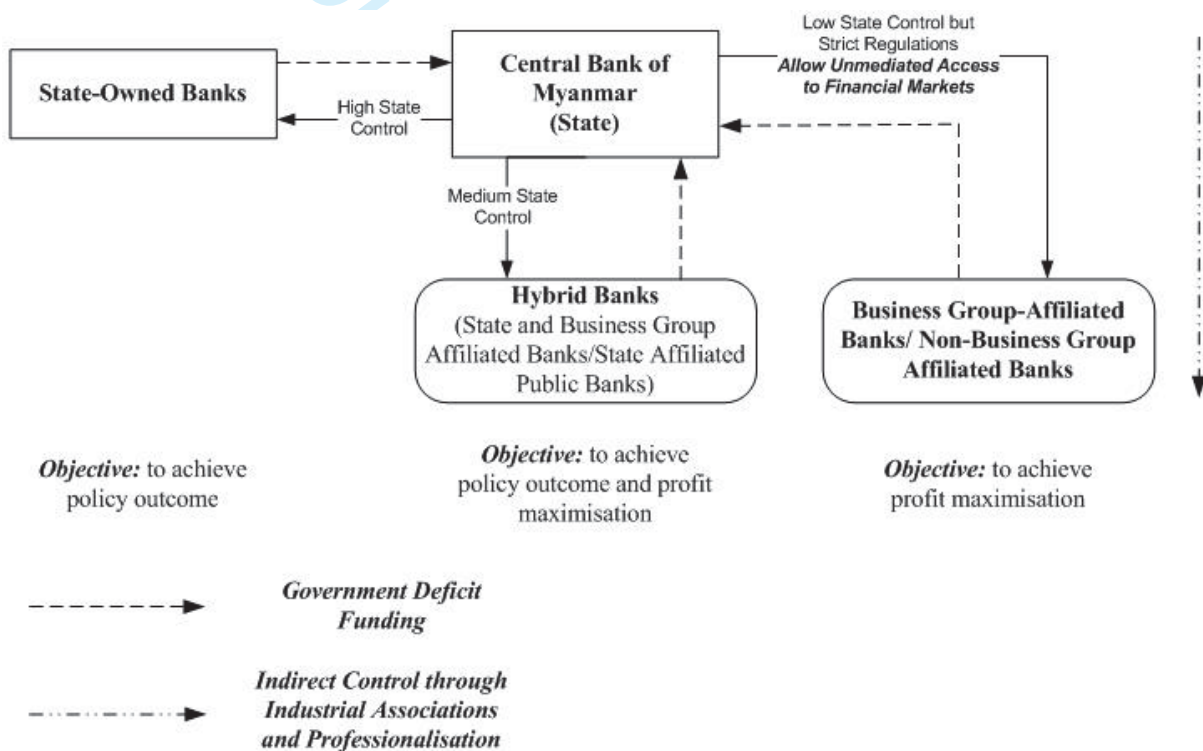 State-Owned Banks
Central Bank of
Myanmar
(State)
Low State Control but
Strict Regulations
Allow Unmediated Access
to Financial Markets
High State
Control
Medium State
Control
Hybrid Banks
(State and Business Group
Affiliated Banks/State Affiliated
Public Banks)
Business Group-Affiliated
Banks/ Non-Business Group
Affiliated Banks
Objective: to achieve
policy outcome
Objective: to achieve
policy outcome and profit
maximisation
Objective: to achieve
profit maximisation
Government Deficit
Funding
Indirect Control through
Industrial Associations
and Professionalisation